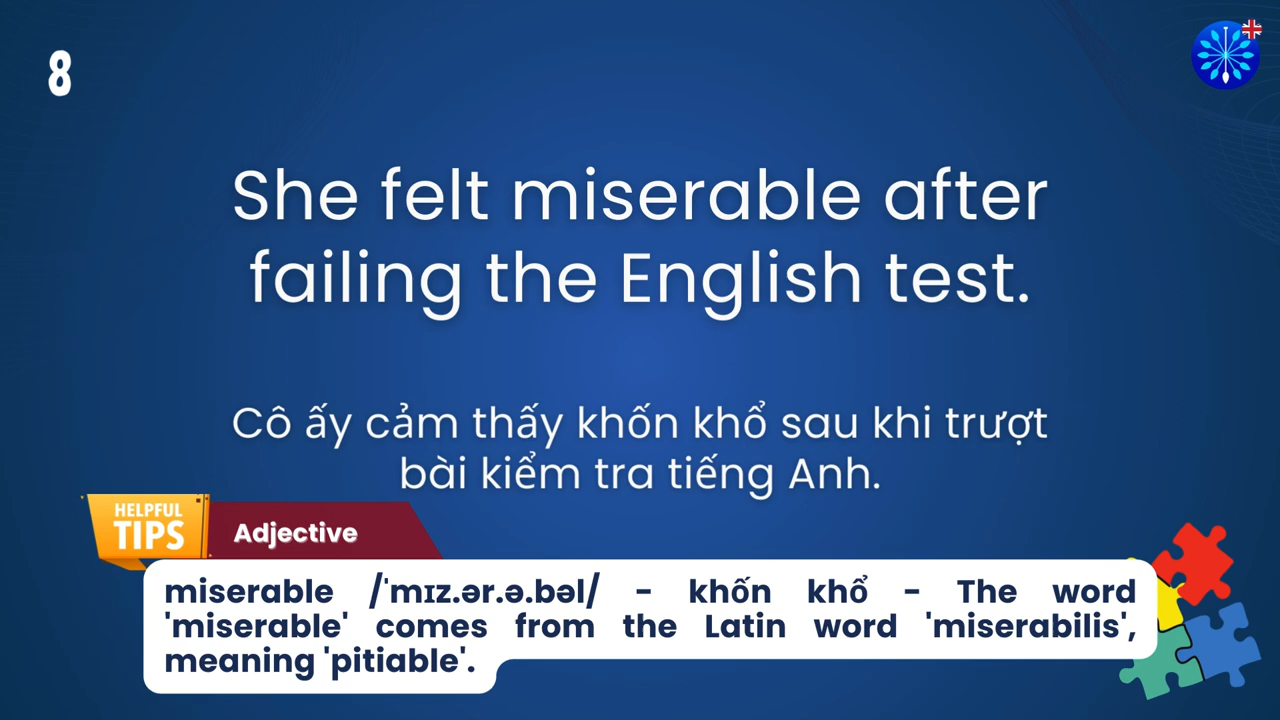 8
She felt miserable after
failing the English test.
Cô ấy cảm thấy khốn khổ sau khi trượt
bài kiểm tra tiếng Anh.
HELPFUL
TIPS
Adjective
miserable /ˈmɪz.ər.ə.bəl/ - khốn khổ - The word
'miserable' comes from the Latin word 'miserabilis',
meaning 'pitiable'.